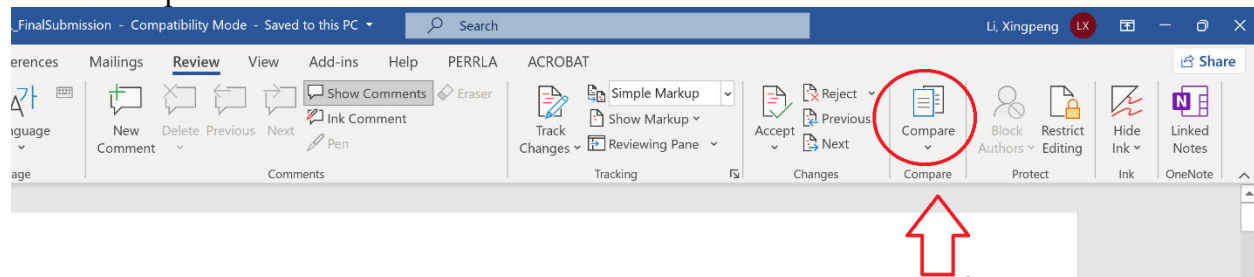 _FinalSubmission - Compatibility Mode - Saved to this PC
Search
Li, Xingpeng
LX
erences Mailings Review View Add-ins Help PERRLA ACROBAT
Share
New Comment
Delete Previous Next
Show Comments
Ink Comment
Pen
Eraser
Track Changes
Simple Markup
Show Markup
Reviewing Pane
Accept
Reject
Previous
Next
Compare
Block Authors
Restrict Editing
Hide Ink
N
Linked Notes
nguage
age Comments Tracking Changes Compare Protect Ink OneNote